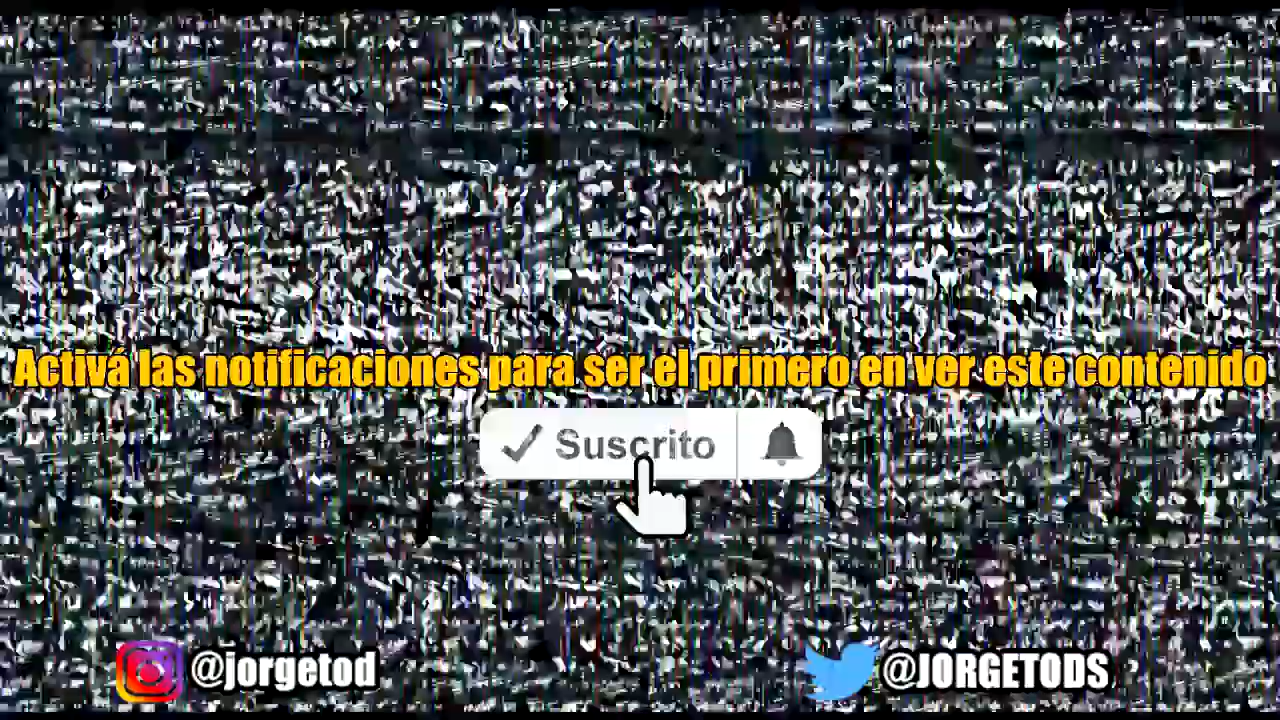 Activá las notificaciones para ser el primero en ver este contenido
Suscrito
@jorgetod
@JORGETODS